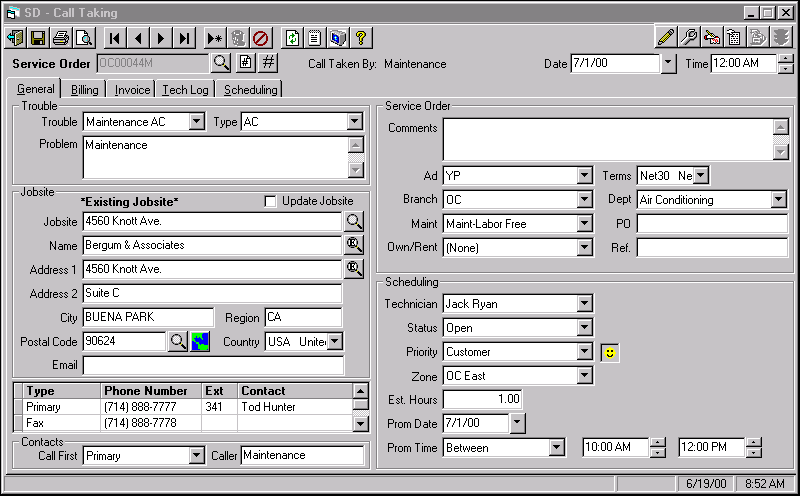 SD - Call Taking
Service Order OC00044M # # Call Taken By: Maintenance Date 7/1/00 Time 12:00 AM
General Billing Invoice Tech Log Scheduling
Trouble
Trouble Maintenance AC Type AC
Problem Maintenance
Jobsite
*Existing Jobsite* Update Jobsite
Jobsite 4560 Knott Ave.
Name Bergum & Associates
Address 1 4560 Knott Ave.
Address 2 Suite C
City BUENA PARK Region CA
Postal Code 90624 Country USA Unite
Email
Type Phone Number Ext Contact
Primary (714) 888-7777 341 Tod Hunter
Fax (714) 888-7778
Contacts
Call First Primary Caller Maintenance
Service Order
Comments
Ad YP Terms Net30 Ne
Branch OC Dept Air Conditioning
Maint Maint-Labor Free PO
Own/Rent (None) Ref.
Scheduling
Technician Jack Ryan
Status Open
Priority Customer
Zone OC East
Est. Hours 1.00
Prom Date 7/1/00
Prom Time Between 10:00 AM 12:00 PM
6/19/00 8:52 AM